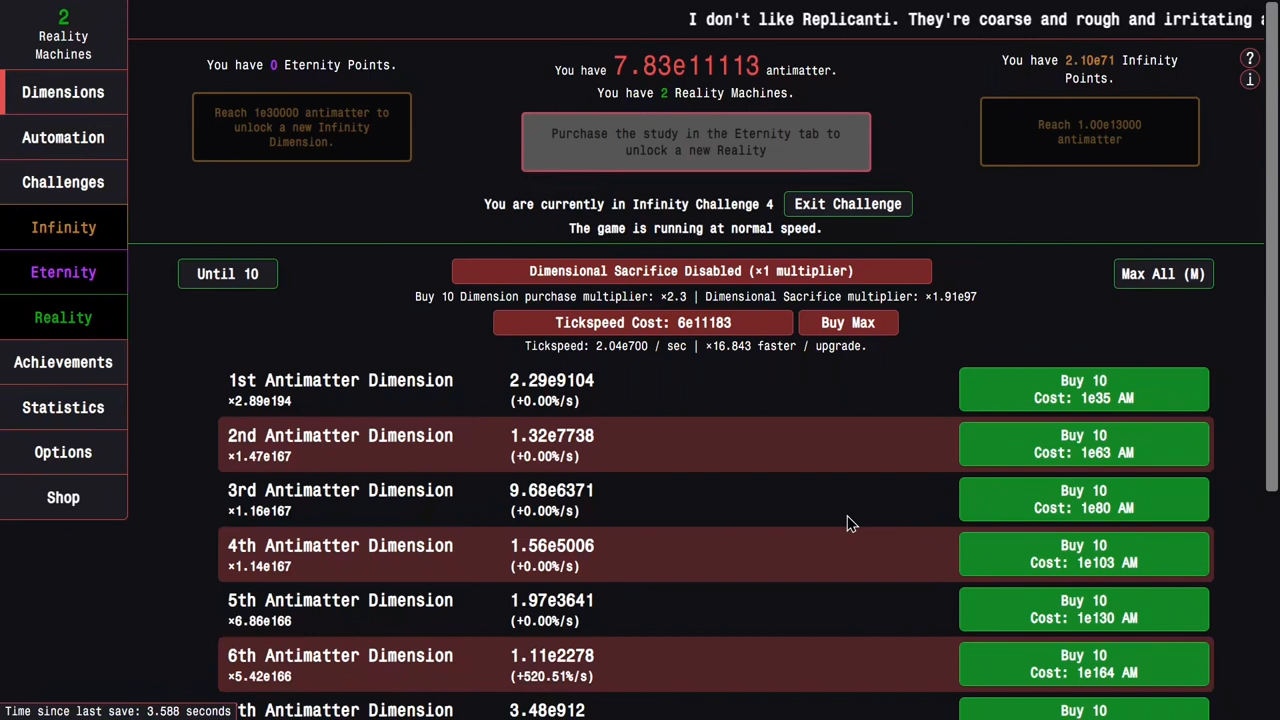 2
Reality
Machines
Dimensions
Automation
Challenges
Infinity
Eternity
Reality
Achievements
Statistics
Options
Shop
I don't like Replicanti. They're coarse and rough and irritating
You have 0 Eternity Points.
Reach 1e30000 antimatter to
unlock a new Infinity
Dimension.
You have 7.83e11113 antimatter.
You have 2 Reality Machines.
Purchase the study in the Eternity tab to
unlock a new Reality
You have 2.10e71 Infinity
Points.
Reach 1.00e13000
antimatter
?
i
You are currently in Infinity Challenge 4 Exit Challenge
The game is running at normal speed.
Until 10
Dimensional Sacrifice Disabled (×1 multiplier)
Max All (M)
Buy 10 Dimension purchase multiplier: ×2.3 | Dimensional Sacrifice multiplier: ×1.91e97
Tickspeed Cost: 6e11183 Buy Max
Tickspeed: 2.04e700 / sec | ×16.843 faster / upgrade.
1st Antimatter Dimension 2.29e9104 Buy 10
×2.89e194 (+0.00%/s) Cost: 1e35 AM
2nd Antimatter Dimension 1.32e7738 Buy 10
×1.47e167 (+0.00%/s) Cost: 1e63 AM
3rd Antimatter Dimension 9.68e6371 Buy 10
×1.16e167 (+0.00%/s) Cost: 1e80 AM
4th Antimatter Dimension 1.56e5006 Buy 10
×1.14e167 (+0.00%/s) Cost: 1e103 AM
5th Antimatter Dimension 1.97e3641 Buy 10
×6.86e166 (+0.00%/s) Cost: 1e130 AM
6th Antimatter Dimension 1.11e2278 Buy 10
×5.42e166 (+520.51%/s) Cost: 1e164 AM
th Antimatter Dimension 3.48e912 Buy 10
Time since last save: 3.588 seconds